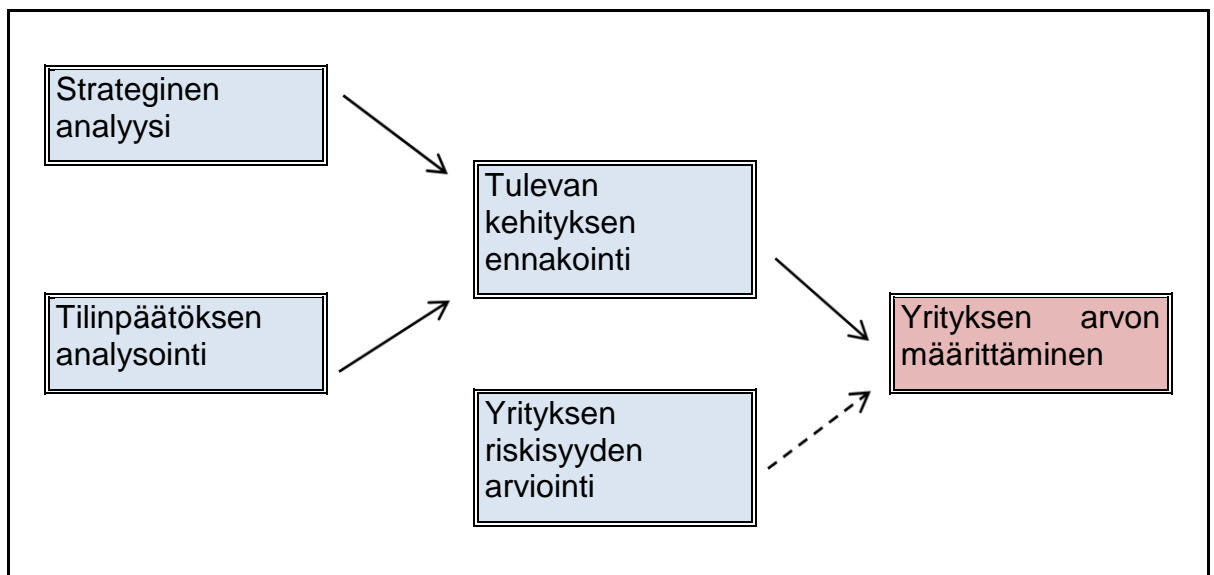 Strateginen
analyysi
Tilinpäätöksen
analysointi
Tulevan
kehityksen
ennakointi
Yrityksen
riskisyyden
arviointi
Yrityksen arvon
määrittäminen